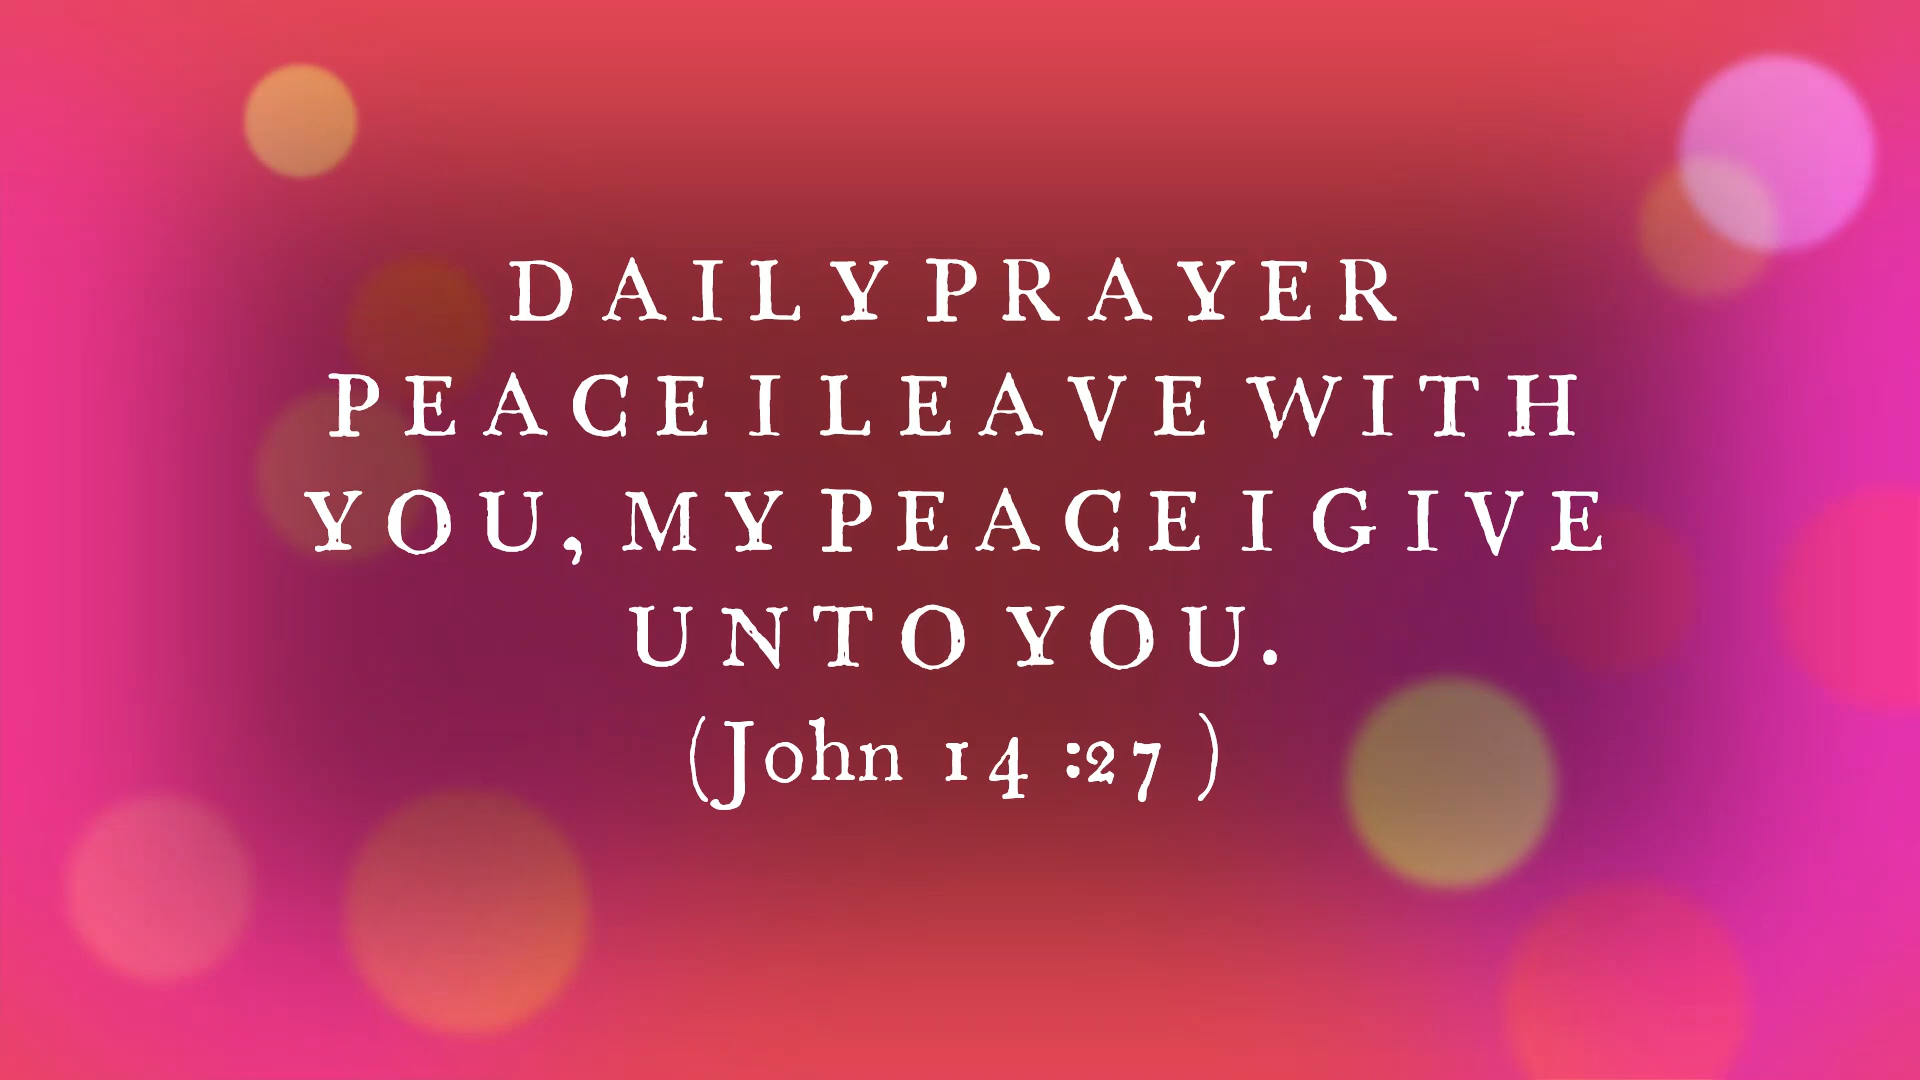 DAILY PRAYER
PEACE I LEAVE WITH
YOU, MY PEACE I GIVE
UNTO YOU.
(John 14 :27 )